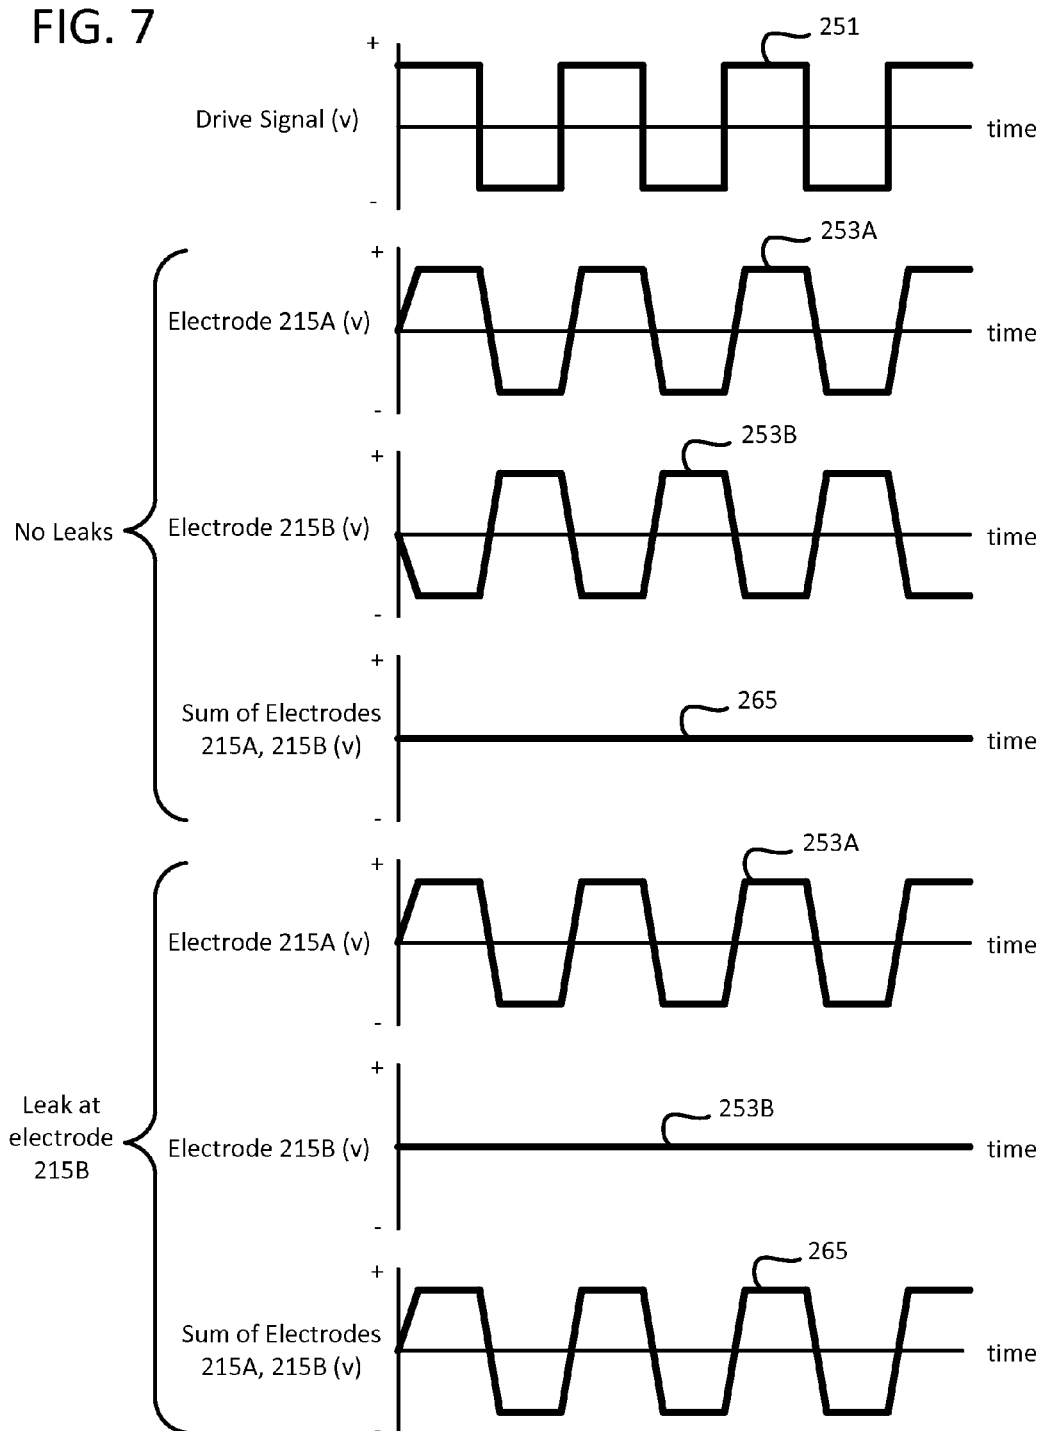 FIG. 7
+
251
Drive Signal (v)
time
-
253A
+
Electrode 215A (v)
time
-
253B
+
No Leaks
Electrode 215B (v)
time
-
+
265
Sum of Electrodes
215A, 215B (v)
time
-
253A
+
Electrode 215A (v)
time
-
+
253B
Leak at
electrode
215B
Electrode 215B (v)
time
-
265
+
Sum of Electrodes
215A, 215B (v)
time
-